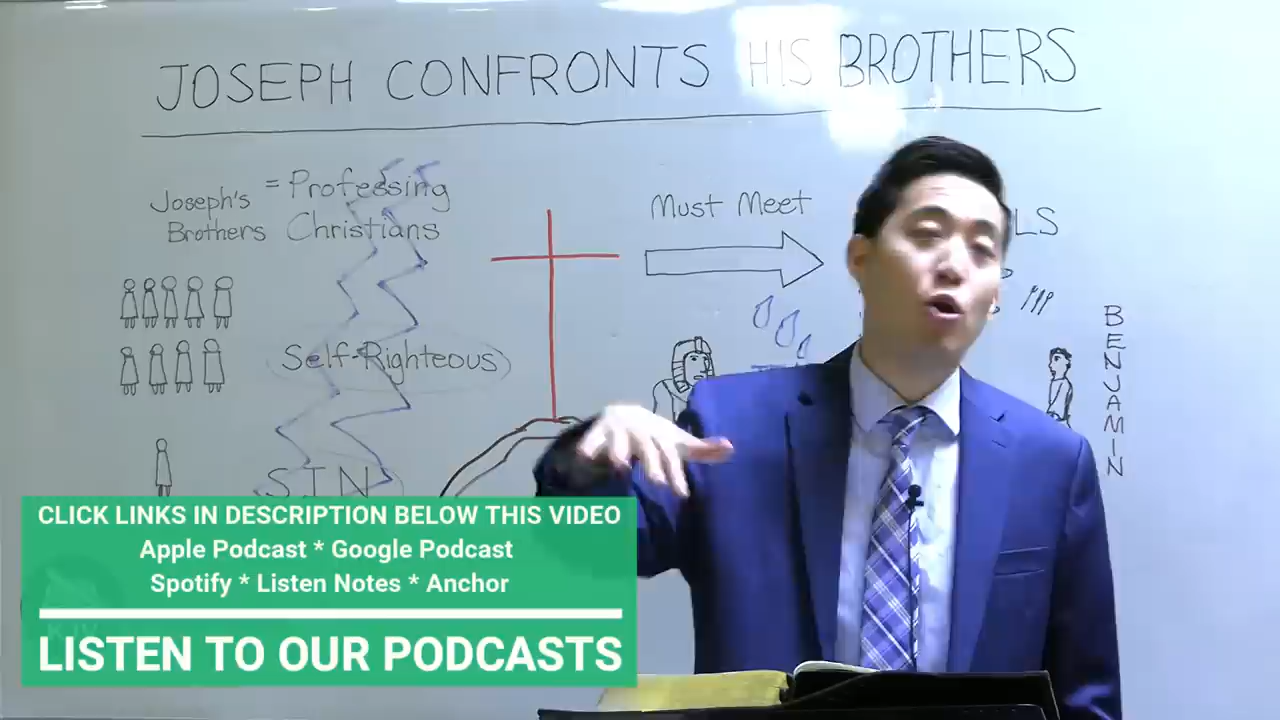 JOSEPH CONFRONTS HIS BROTHERS
Joseph's = Professing
Brothers Christians
Self-Righteous
SIN
Must Meet
LS
BENJAMIN
CLICK LINKS IN DESCRIPTION BELOW THIS VIDEO
Apple Podcast * Google Podcast
Spotify * Listen Notes * Anchor
LISTEN TO OUR PODCASTS